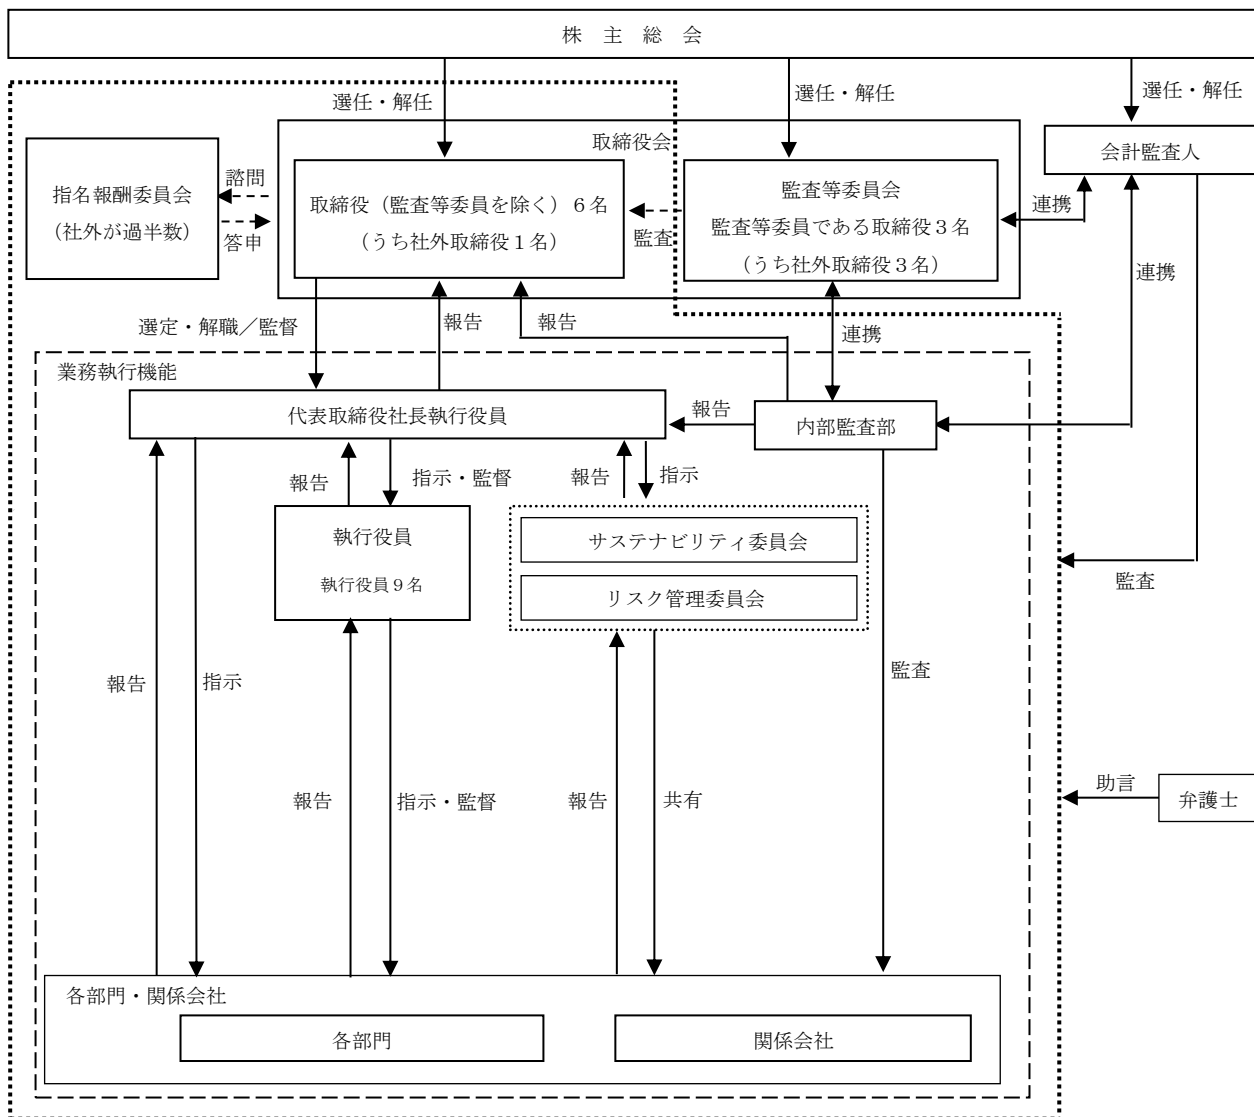 株　主　総　会
選任・解任
選任・解任
選任・解任
取締役会
会計監査人
指名報酬委員会
（社外が過半数）
諮問
答申
取締役（監査等委員を除く）６名
（うち社外取締役１名）
監査
監査等委員会
監査等委員である取締役３名
（うち社外取締役３名）
連携
連携
選定・解職／監督
報告
報告
連携
業務執行機能
代表取締役社長執行役員
報告
内部監査部
報告
指示・監督
報告
指示
執行役員
執行役員９名
サステナビリティ委員会
リスク管理委員会
監査
報告
指示
監査
報告
指示・監督
報告
共有
助言
弁護士
各部門・関係会社
各部門
関係会社